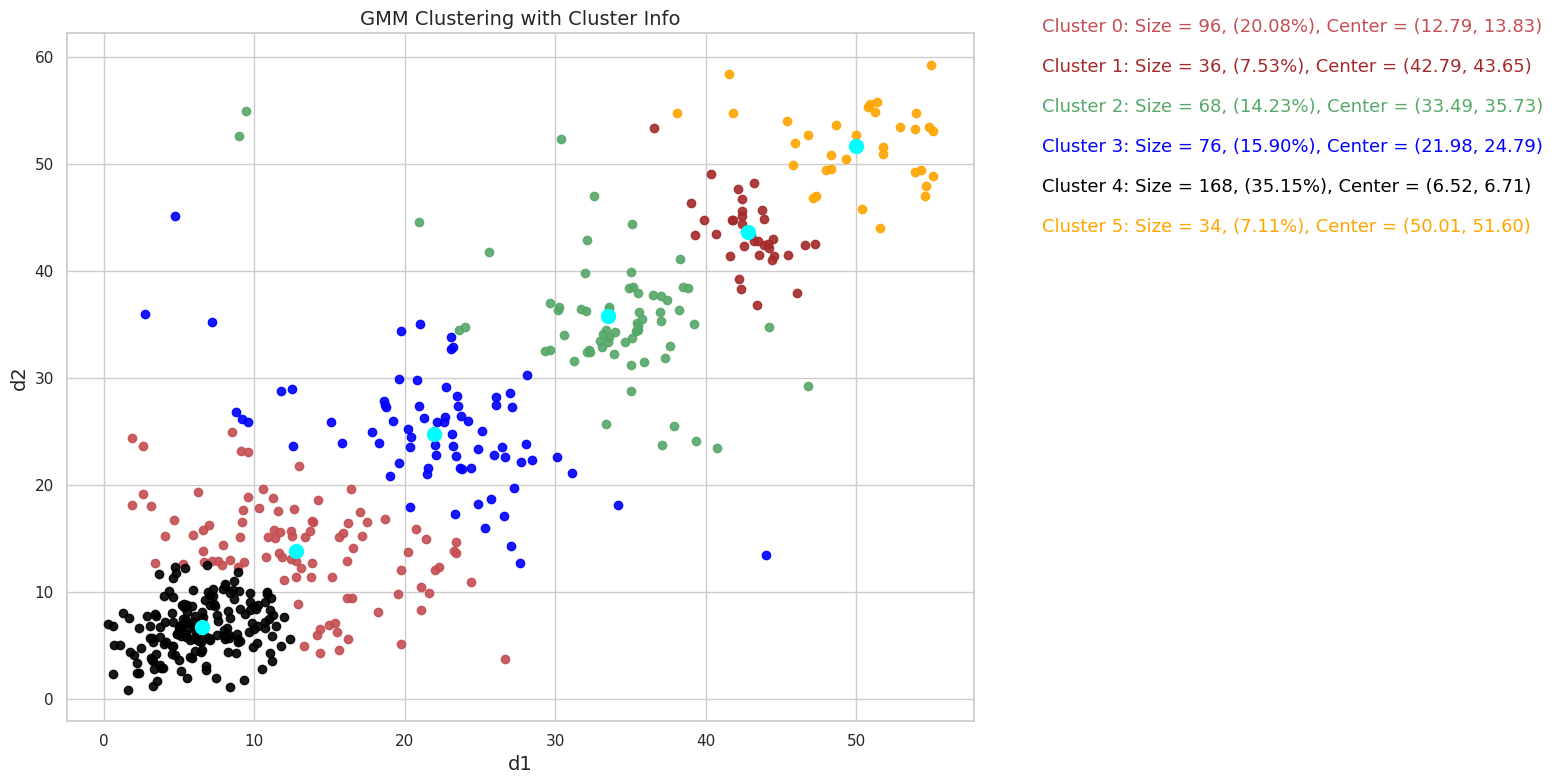 GMM Clustering with Cluster Info
60
50
40
30
20
10
0
d2
0 10 20 30 40 50
d1
Cluster 0: Size = 96, (20.08%), Center = (12.79, 13.83)
Cluster 1: Size = 36, (7.53%), Center = (42.79, 43.65)
Cluster 2: Size = 68, (14.23%), Center = (33.49, 35.73)
Cluster 3: Size = 76, (15.90%), Center = (21.98, 24.79)
Cluster 4: Size = 168, (35.15%), Center = (6.52, 6.71)
Cluster 5: Size = 34, (7.11%), Center = (50.01, 51.60)